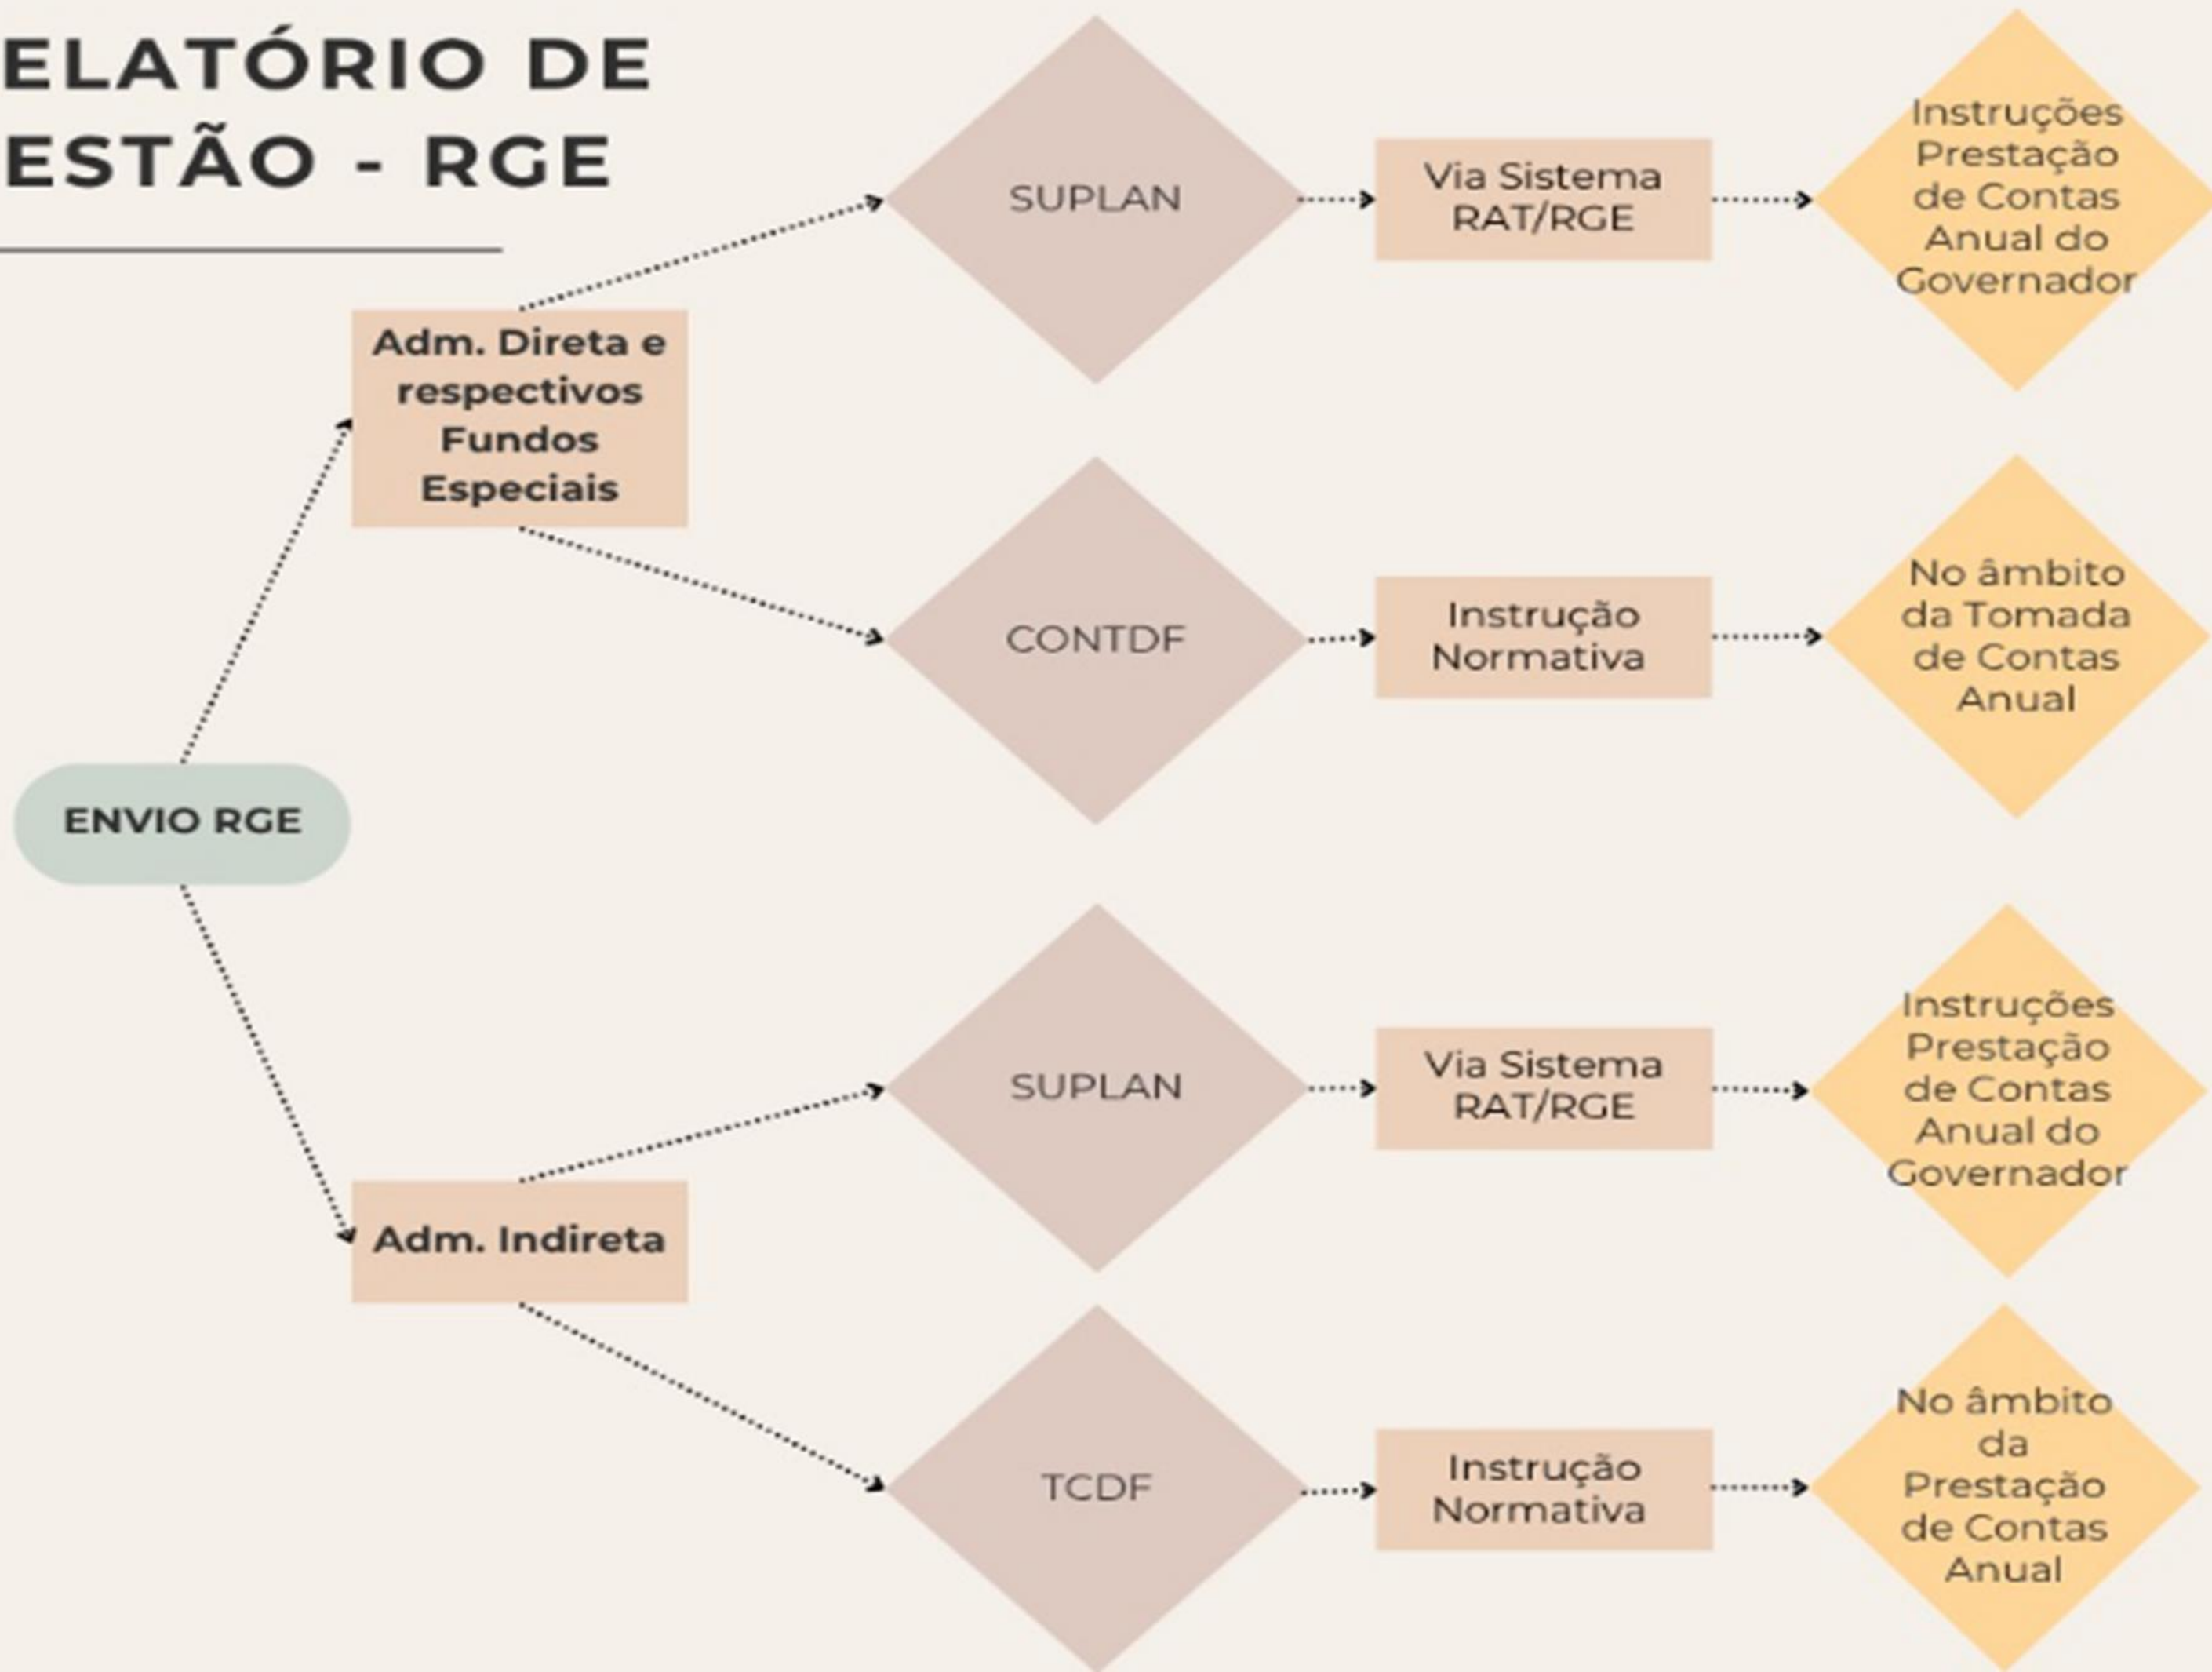 ELATÓRIO DE
ESTÃO - RGE
SUPLAN
Via Sistema
RAT/RGE
Instruções
Prestação
de Contas
Anual do
Governador
Adm. Direta e
respectivos
Fundos
Especiais
CONTDF
Instrução
Normativa
No âmbito
da Tomada
de Contas
Anual
ENVIO RGE
SUPLAN
Via Sistema
RAT/RGE
Instruções
Prestação
de Contas
Anual do
Governador
Adm. Indireta
TCDF
Instrução
Normativa
No âmbito
da
Prestação
de Contas
Anual